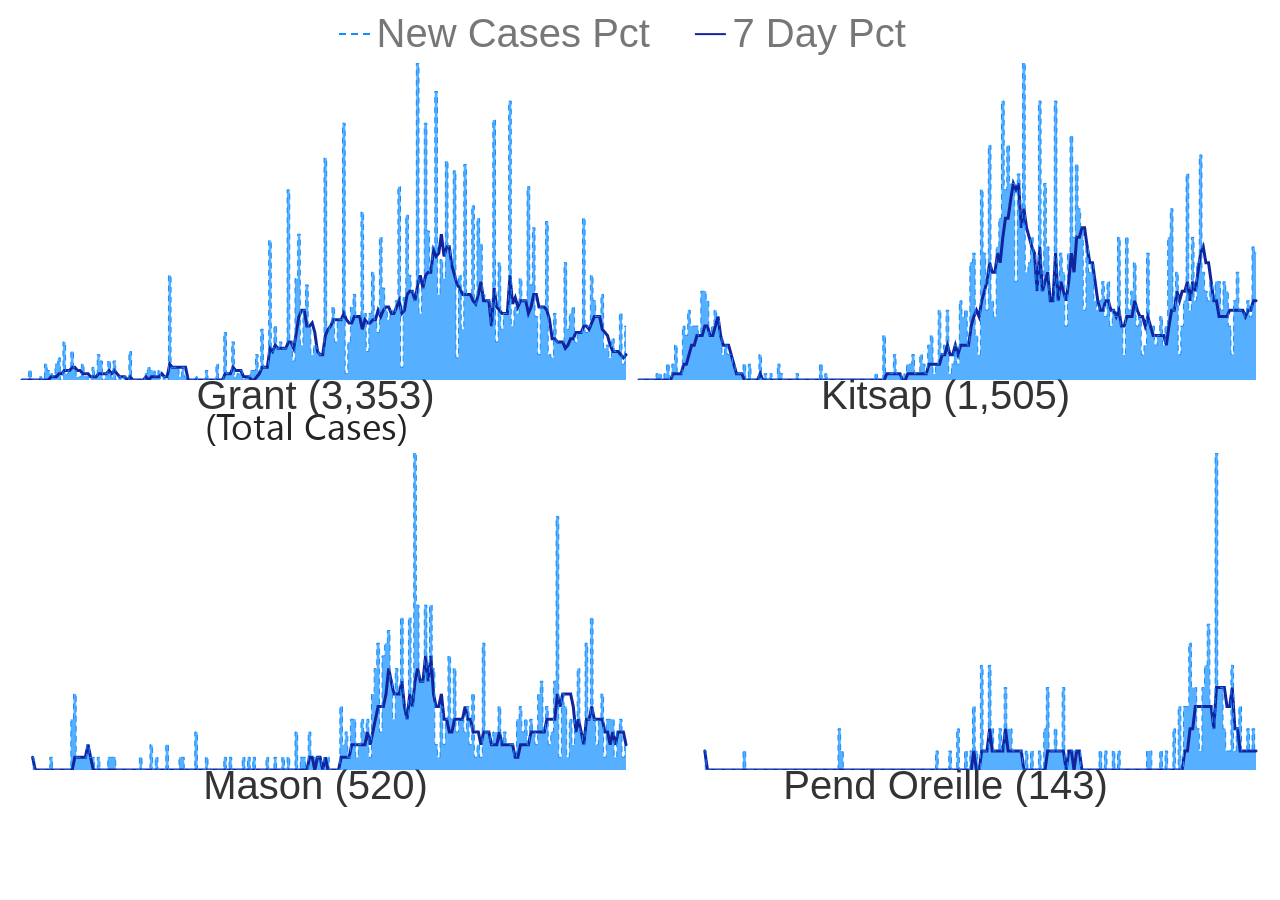 New Cases Pct 7 Day Pct
Grant (3,353) Kitsap (1,505)
(Total Cases)
Mason (520) Pend Oreille (143)